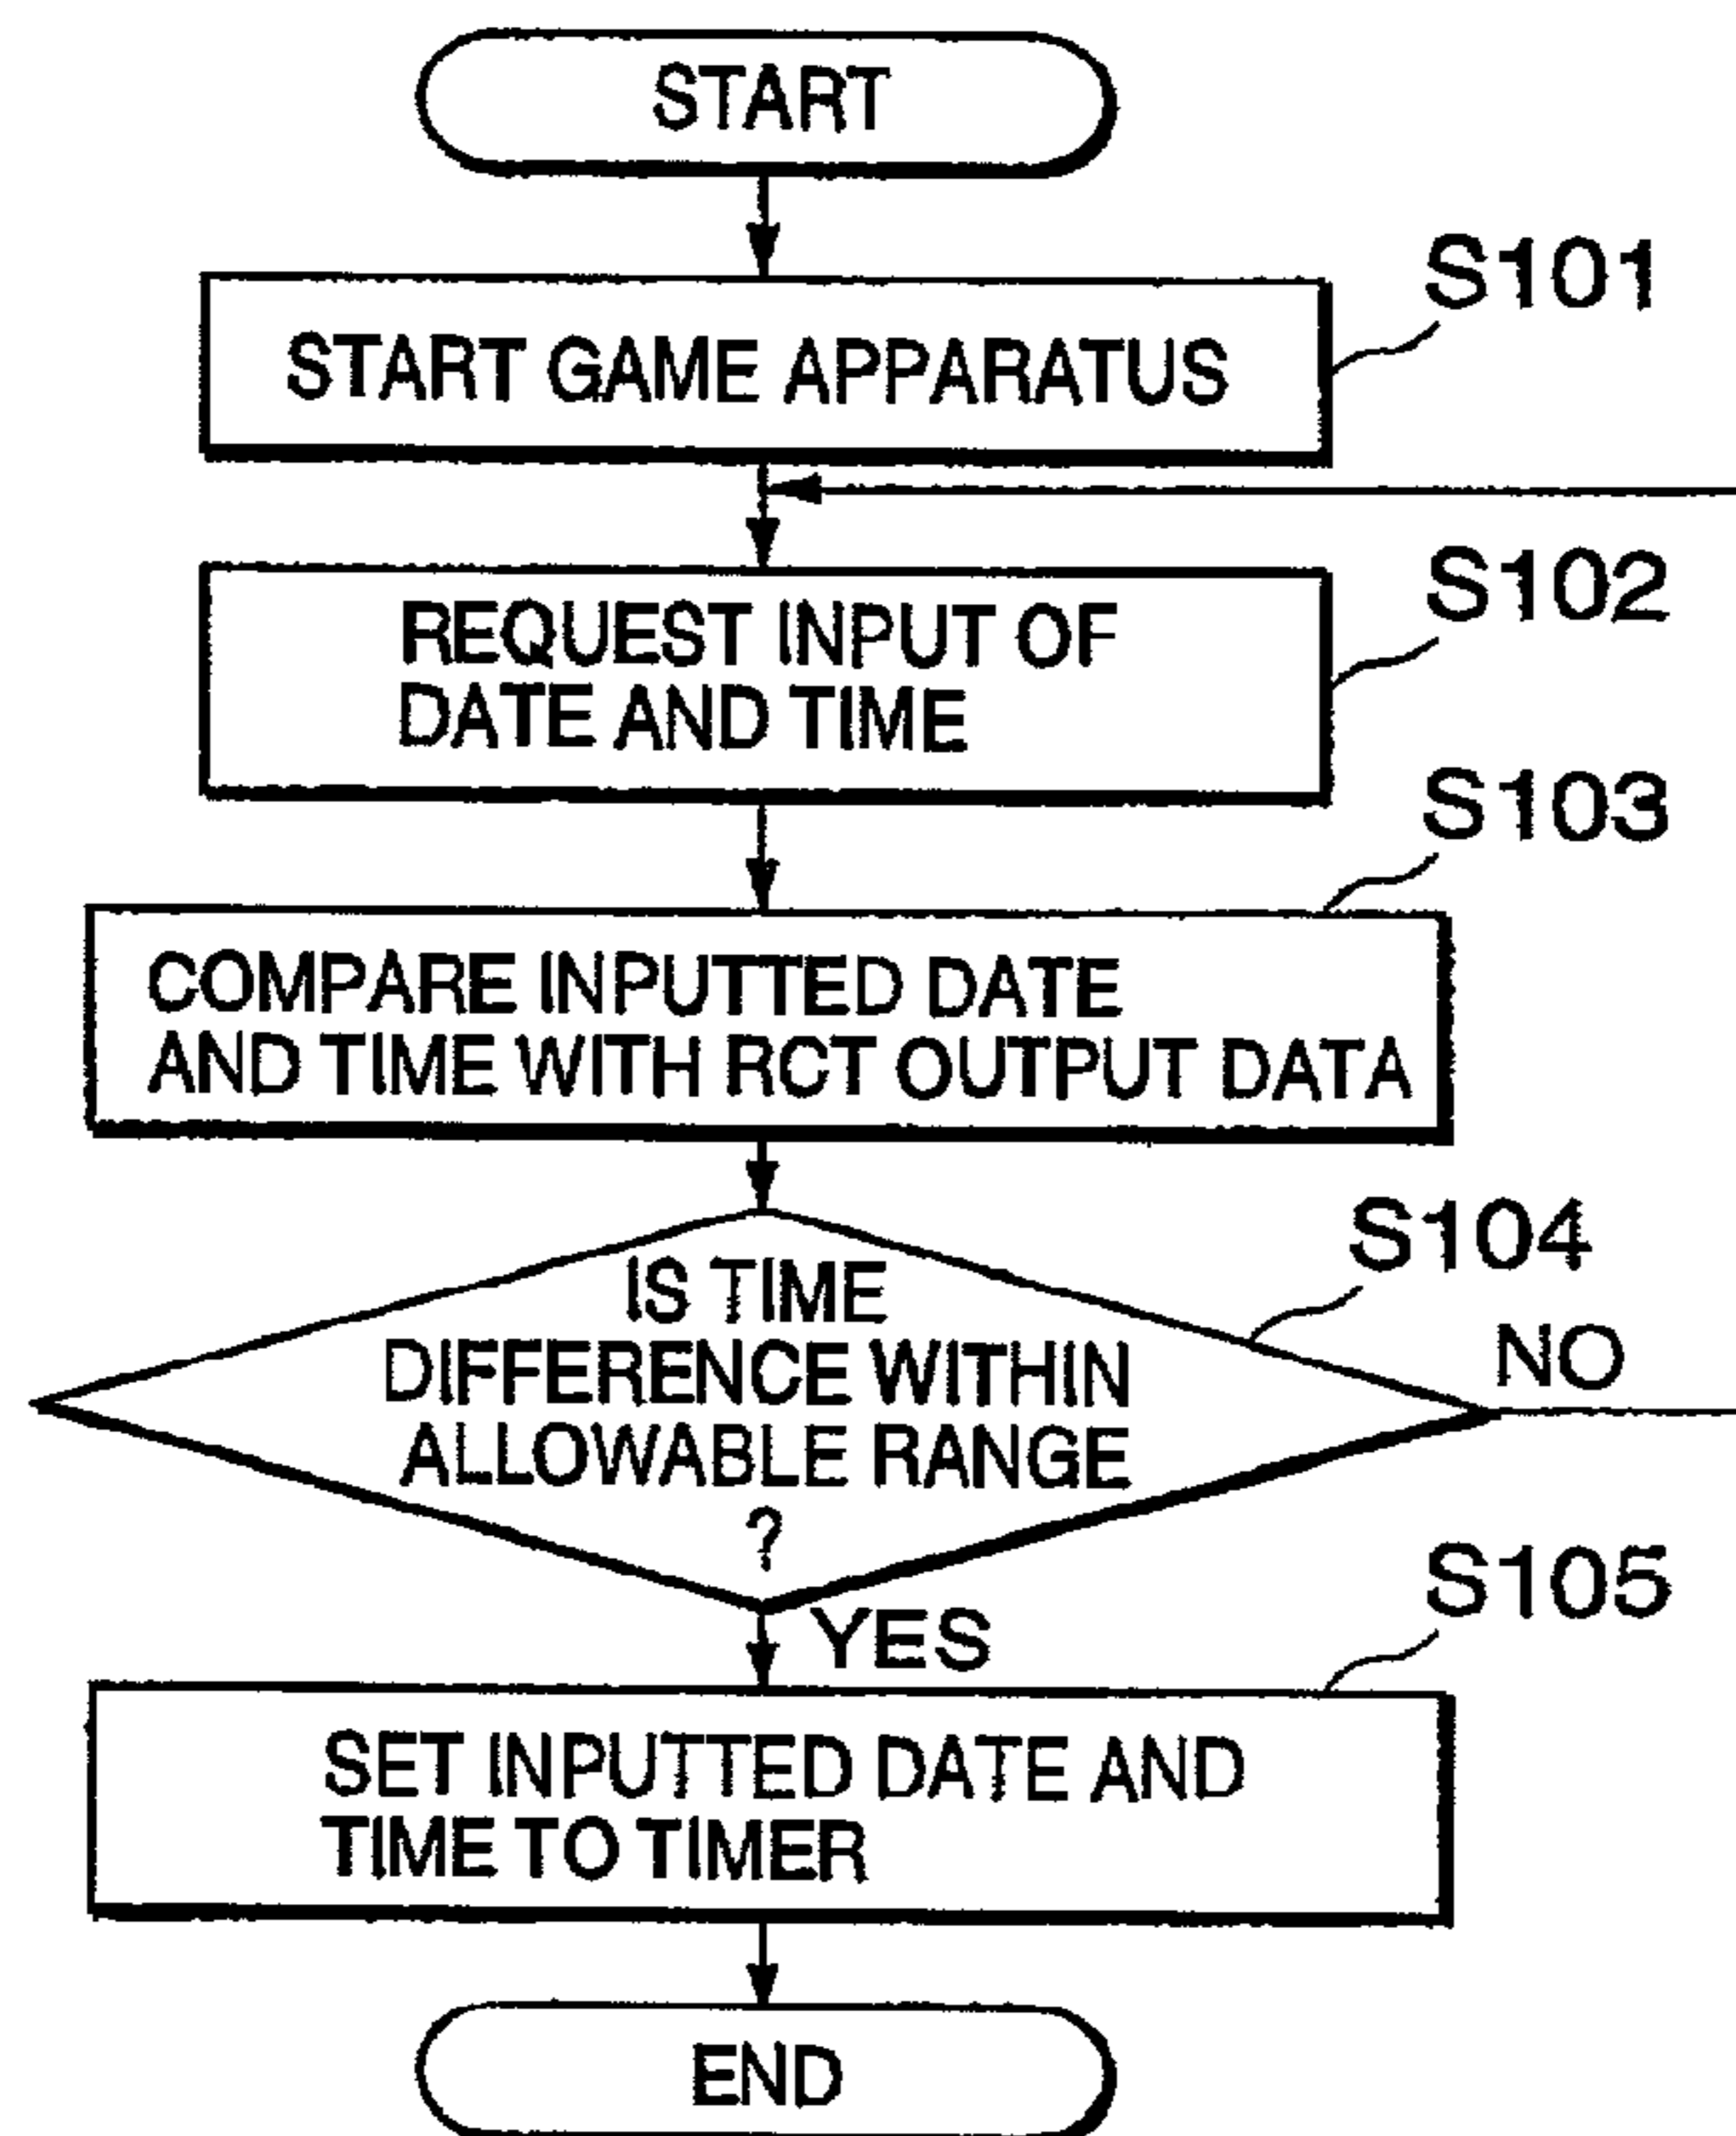 START
S101
START GAME APPARATUS
S102
REQUEST INPUT OF
DATE AND TIME
S103
COMPARE INPUTTED DATE
AND TIME WITH RCT OUTPUT DATA
S104
IS TIME
DIFFERENCE WITHIN
ALLOWABLE RANGE
?
NO
YES
S105
SET INPUTTED DATE AND
TIME TO TIMER
END